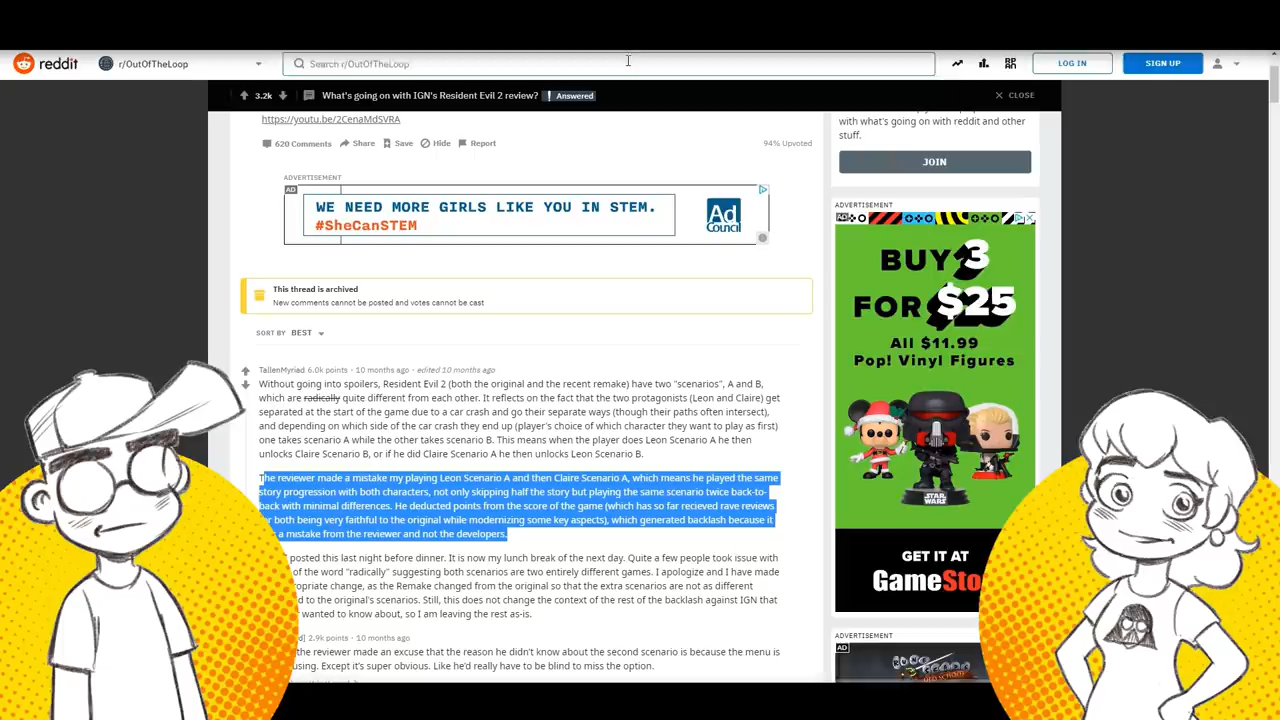 reddit
r/OutOfTheLoop
Search r/OutOfTheLoop
LOG IN
SIGN UP
3.2k
What's going on with IGN's Resident Evil 2 review?
Answered
CLOSE
https://youtu.be/2CenaMdSVRA
620 Comments
Share
Save
Hide
Report
94% Upvoted
ADVERTISEMENT
AD
WE NEED MORE GIRLS LIKE YOU IN STEM.
#SheCanSTEM
Ad
Council
This thread is archived
New comments cannot be posted and votes cannot be cast
SORT BY BEST
TallenMyriad 6.0k points · 10 months ago · edited 10 months ago
Without going into spoilers, Resident Evil 2 (both the original and the recent remake) have two "scenarios", A and B,
which are radically quite different from each other. It reflects on the fact that the two protagonists (Leon and Claire) get
separated at the start of the game due to a car crash and go their separate ways (though their paths often intersect),
and depending on which side of the car crash they end up (player's choice of which character they want to play as first)
one takes scenario A while the other takes scenario B. This means when the player does Leon Scenario A he then
unlocks Claire Scenario B, or if he did Claire Scenario A he then unlocks Leon Scenario B.
The reviewer made a mistake my playing Leon Scenario A and then Claire Scenario A, which means he played the same
story progression with both characters, not only skipping half the story but playing the same scenario twice back-to-
back with minimal differences. He deducted points from the score of the game (which has so far recieved rave reviews
or both being very faithful to the original while modernizing some key aspects), which generated backlash because it
a mistake from the reviewer and not the developers.
posted this last night before dinner. It is now my lunch break of the next day. Quite a few people took issue with
of the word "radically" suggesting both scenarios are two entirely different games. I apologize and I have made
opriate change, as the Remake changed from the original so that the extra scenarios are not as different
ed to the original's scenarios. Still, this does not change the context of the rest of the backlash against IGN that
wanted to know about, so I am leaving the rest as-is.
2.9k points · 10 months ago
the reviewer made an excuse that the reason he didn't know about the second scenario is because the menu is
using. Except it's super obvious. Like he'd really have to be blind to miss the option.
with what's going on with reddit and other
stuff.
JOIN
ADVERTISEMENT
AD
BUY 3
FOR $25
All $11.99
Pop! Vinyl Figures
STAR
WARS
GET IT AT
GameSto
ADVERTISEMENT
AD
OLD SCHOOL